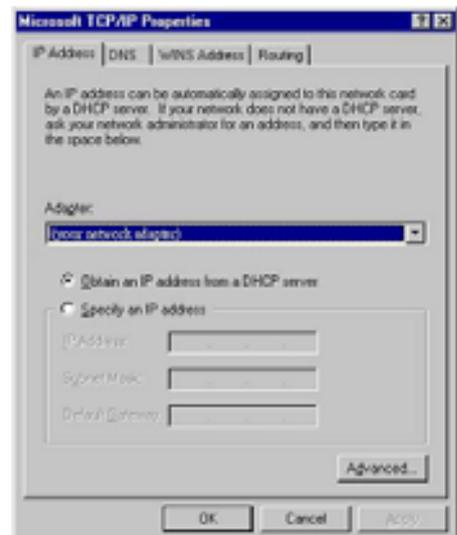 Microsoft TCP/IP Properties
IP Address DNS WINS Address Routing
An IP address can be automatically assigned to this network card
by a DHCP server. If your network does not have a DHCP server,
ask your network administrator for an address, and then type it in
the space below.
Adapter:
(your network adapter)
Obtain an IP address from a DHCP server
Specify an IP address
IP Address:
Subnet Mask:
Default Gateway:
Advanced...
OK Cancel Apply